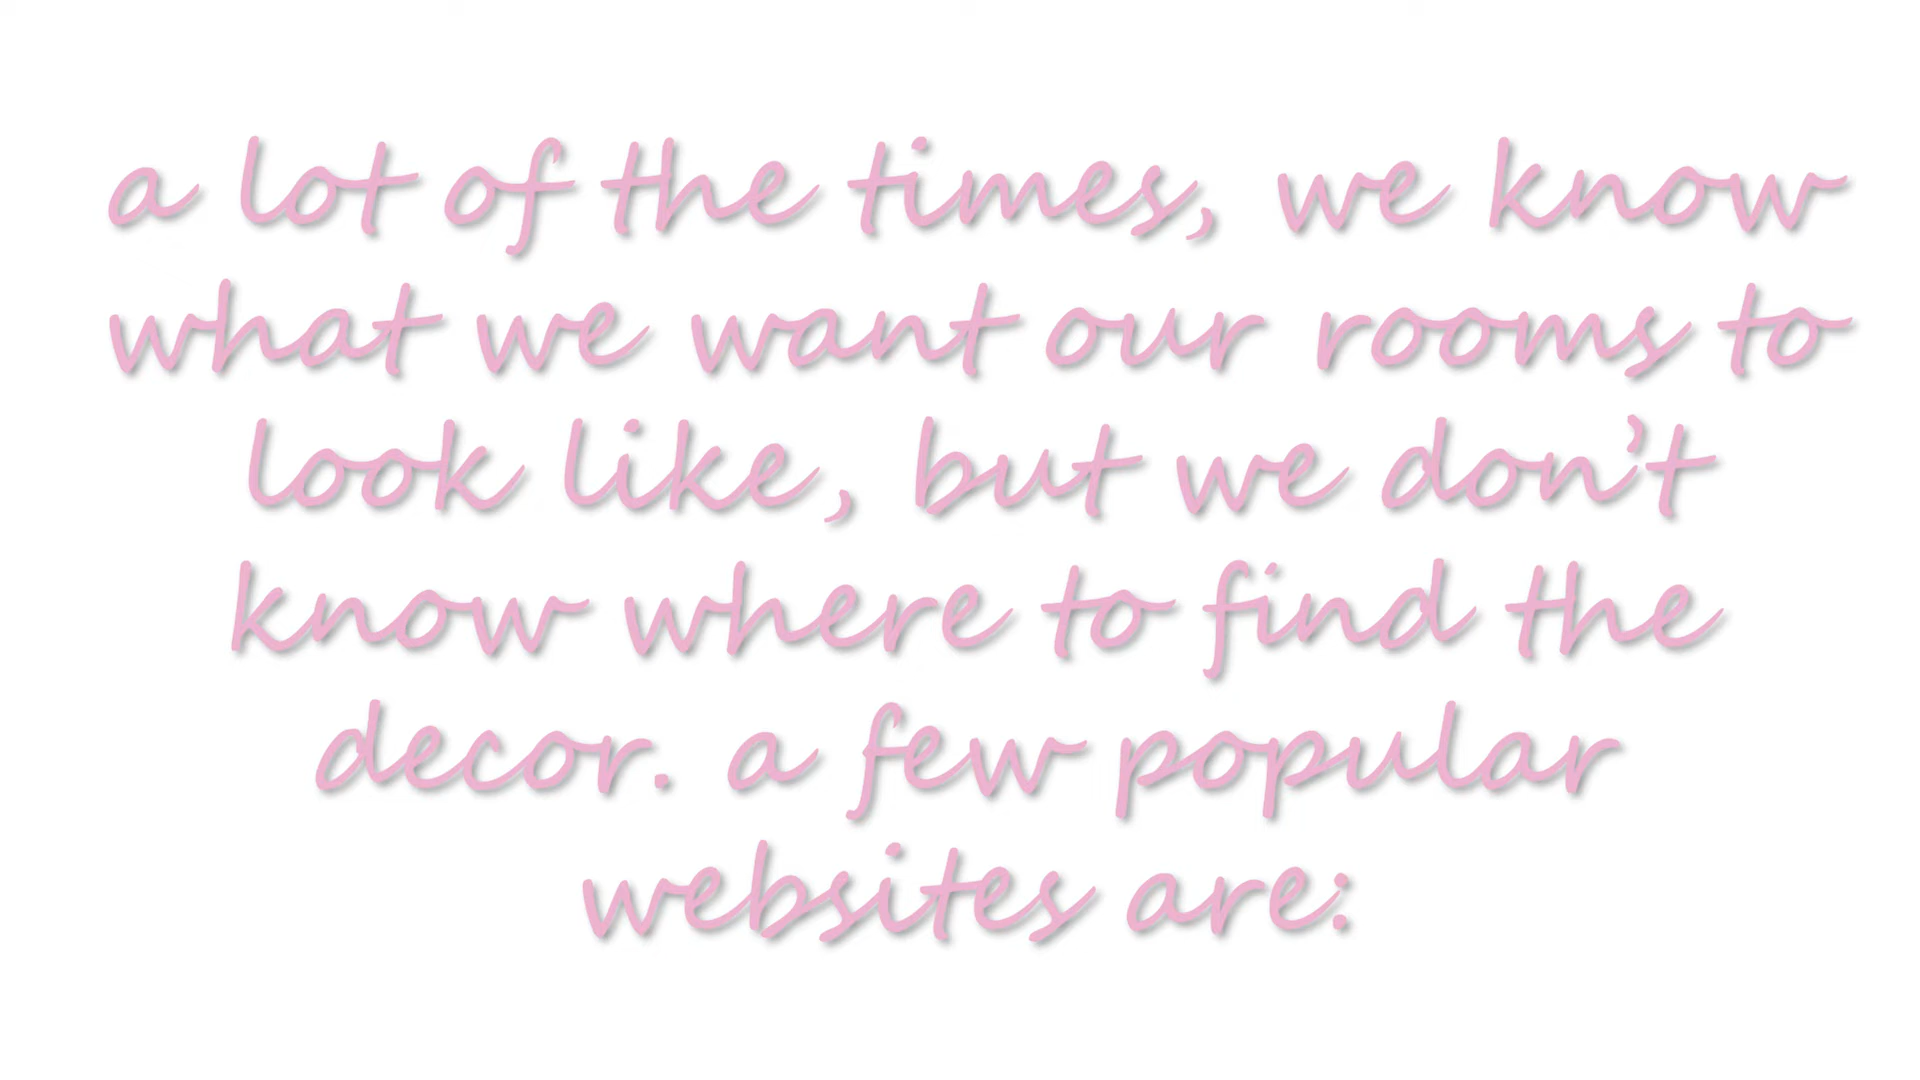 a lot of the times, we know
what we want our rooms to
look like, but we don't
know where to find the
decor. a few popular
websites are: